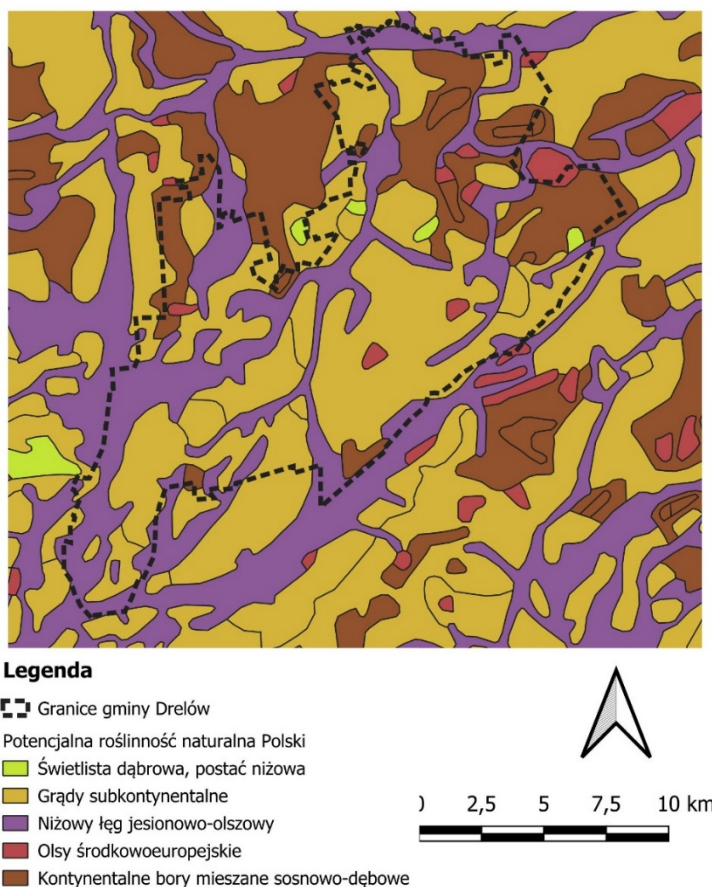 Legenda
Granice gminy Drelów
Potencjalna roślinność naturalna Polski
Świetlista dąbrowa, postać niżowa
Grądy subkontynentalne
Niżowy łęg jesionowo-olszowy
Olsy środkowoeuropejskie
Kontynentalne bory mieszane sosnowo-dębowe
2,5 5 7,5 10 km